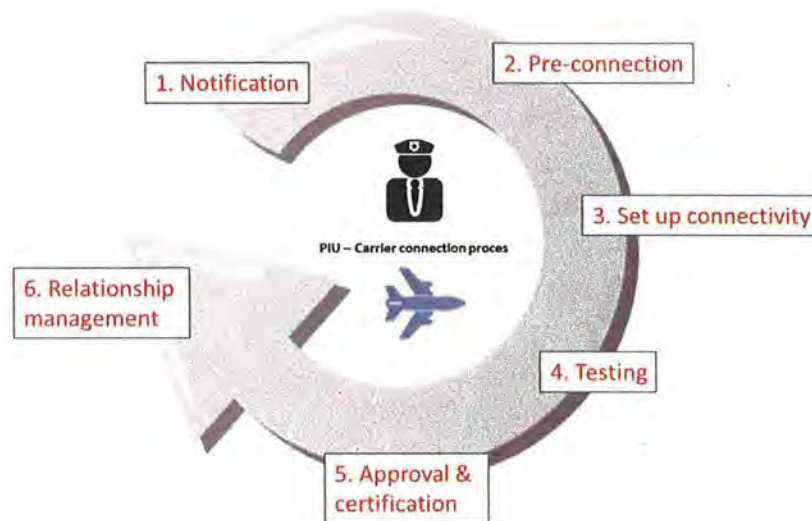 1. Notification
2. Pre-connection
3. Set up connectivity
PIU – Carrier connection proces
6. Relationship
management
4. Testing
5. Approval &
certification